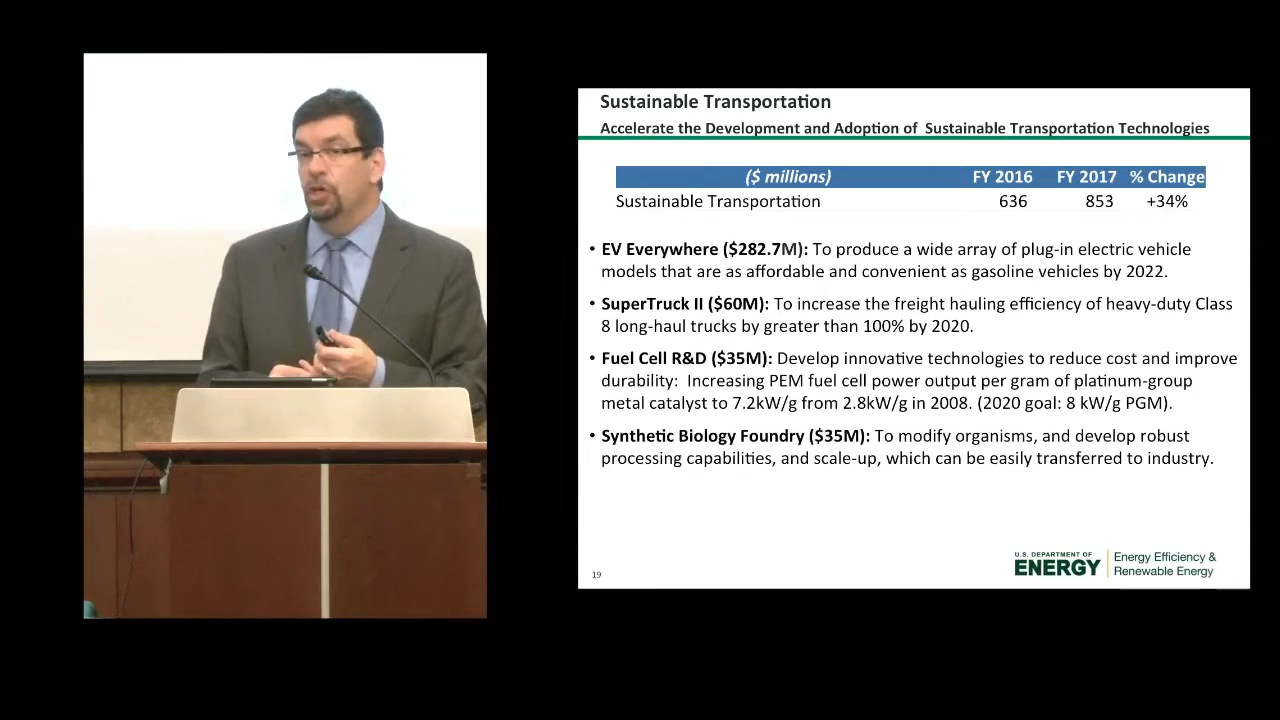 Sustainable Transportation
Accelerate the Development and Adoption of Sustainable Transportation Technologies
($ millions) FY 2016 FY 2017 % Change
Sustainable Transportation 636 853 +34%
• EV Everywhere ($282.7M): To produce a wide array of plug-in electric vehicle
models that are as affordable and convenient as gasoline vehicles by 2022.
• SuperTruck II ($60M): To increase the freight hauling efficiency of heavy-duty Class
8 long-haul trucks by greater than 100% by 2020.
• Fuel Cell R&D ($35M): Develop innovative technologies to reduce cost and improve
durability: Increasing PEM fuel cell power output per gram of platinum-group
metal catalyst to 7.2kW/g from 2.8kW/g in 2008. (2020 goal: 8 kW/g PGM).
• Synthetic Biology Foundry ($35M): To modify organisms, and develop robust
processing capabilities, and scale-up, which can be easily transferred to industry.
19
U.S. DEPARTMENT OF
ENERGY
Energy Efficiency &
Renewable Energy